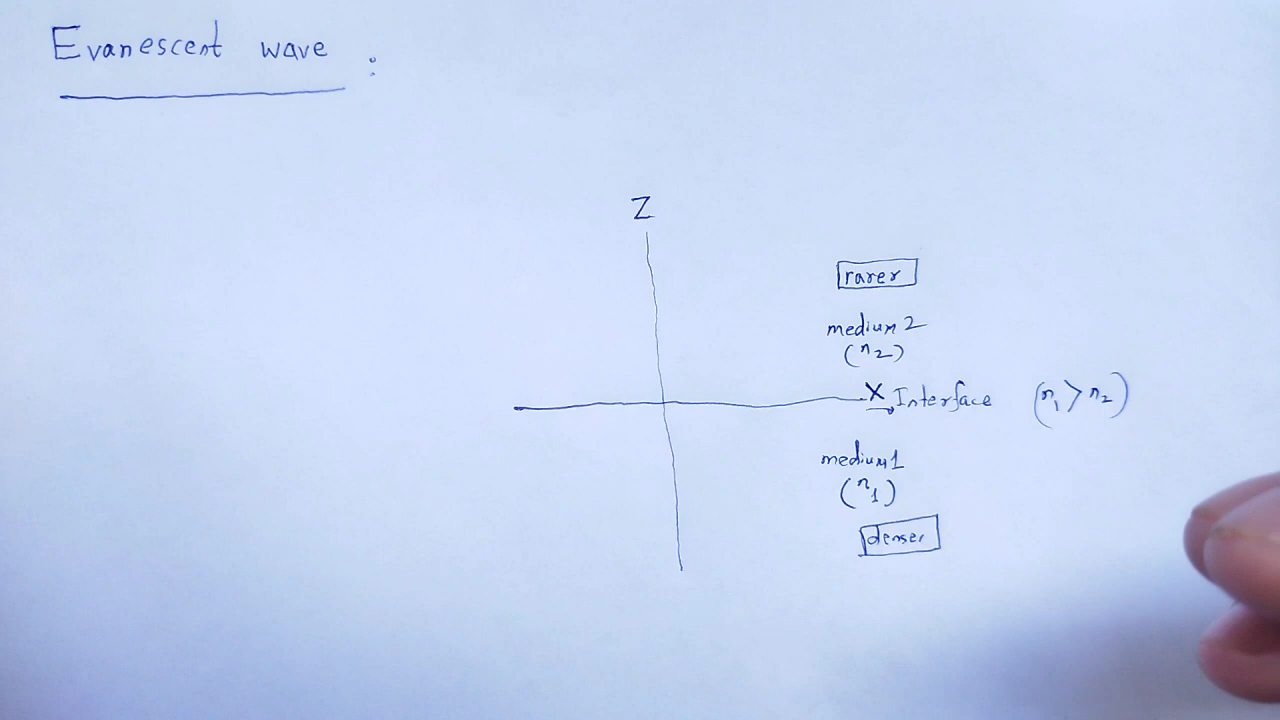 Evanescent wave :
Z
rarer
medium 2
(n2)
X Interface (n1 > n2)
medium 1
(n1)
denser